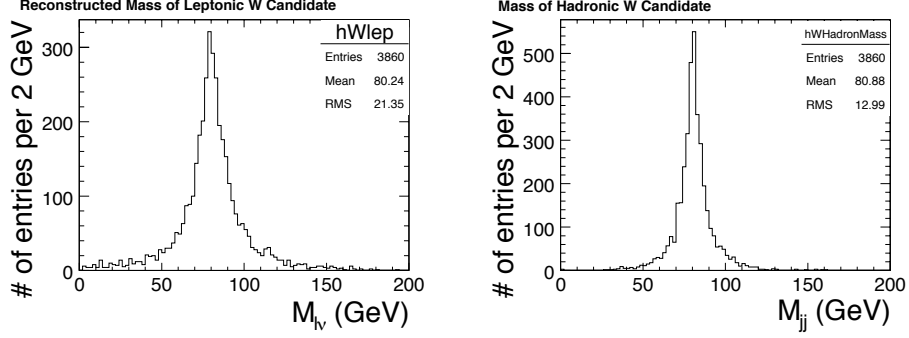 Reconstructed Mass of Leptonic W Candidate
# of entries per 2 GeV
300
200
100
0
0 50 100 150 200
M_lν (GeV)
hWlep
Entries 3860
Mean 80.24
RMS 21.35
Mass of Hadronic W Candidate
# of entries per 2 GeV
500
400
300
200
100
0
0 50 100 150 200
M_jj (GeV)
hWHadronMass
Entries 3860
Mean 80.88
RMS 12.99